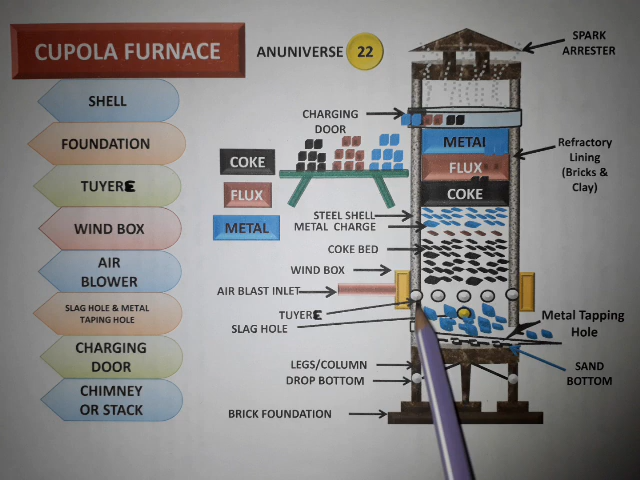 CUPOLA FURNACE
ANUNIVERSE 22
SHELL
FOUNDATION
TUYERE
WIND BOX
AIR
BLOWER
SLAG HOLE & METAL
TAPING HOLE
CHARGING
DOOR
CHIMNEY
OR STACK
SPARK
ARRESTER
CHARGING
DOOR
COKE
FLUX
METAL
METAL
FLUX
COKE
Refractory
Lining
(Bricks &
Clay)
STEEL SHELL
METAL CHARGE
COKE BED
WIND BOX
AIR BLAST INLET
TUYERE
SLAG HOLE
Metal Tapping
Hole
LEGS/COLUMN
DROP BOTTOM
SAND
BOTTOM
BRICK FOUNDATION